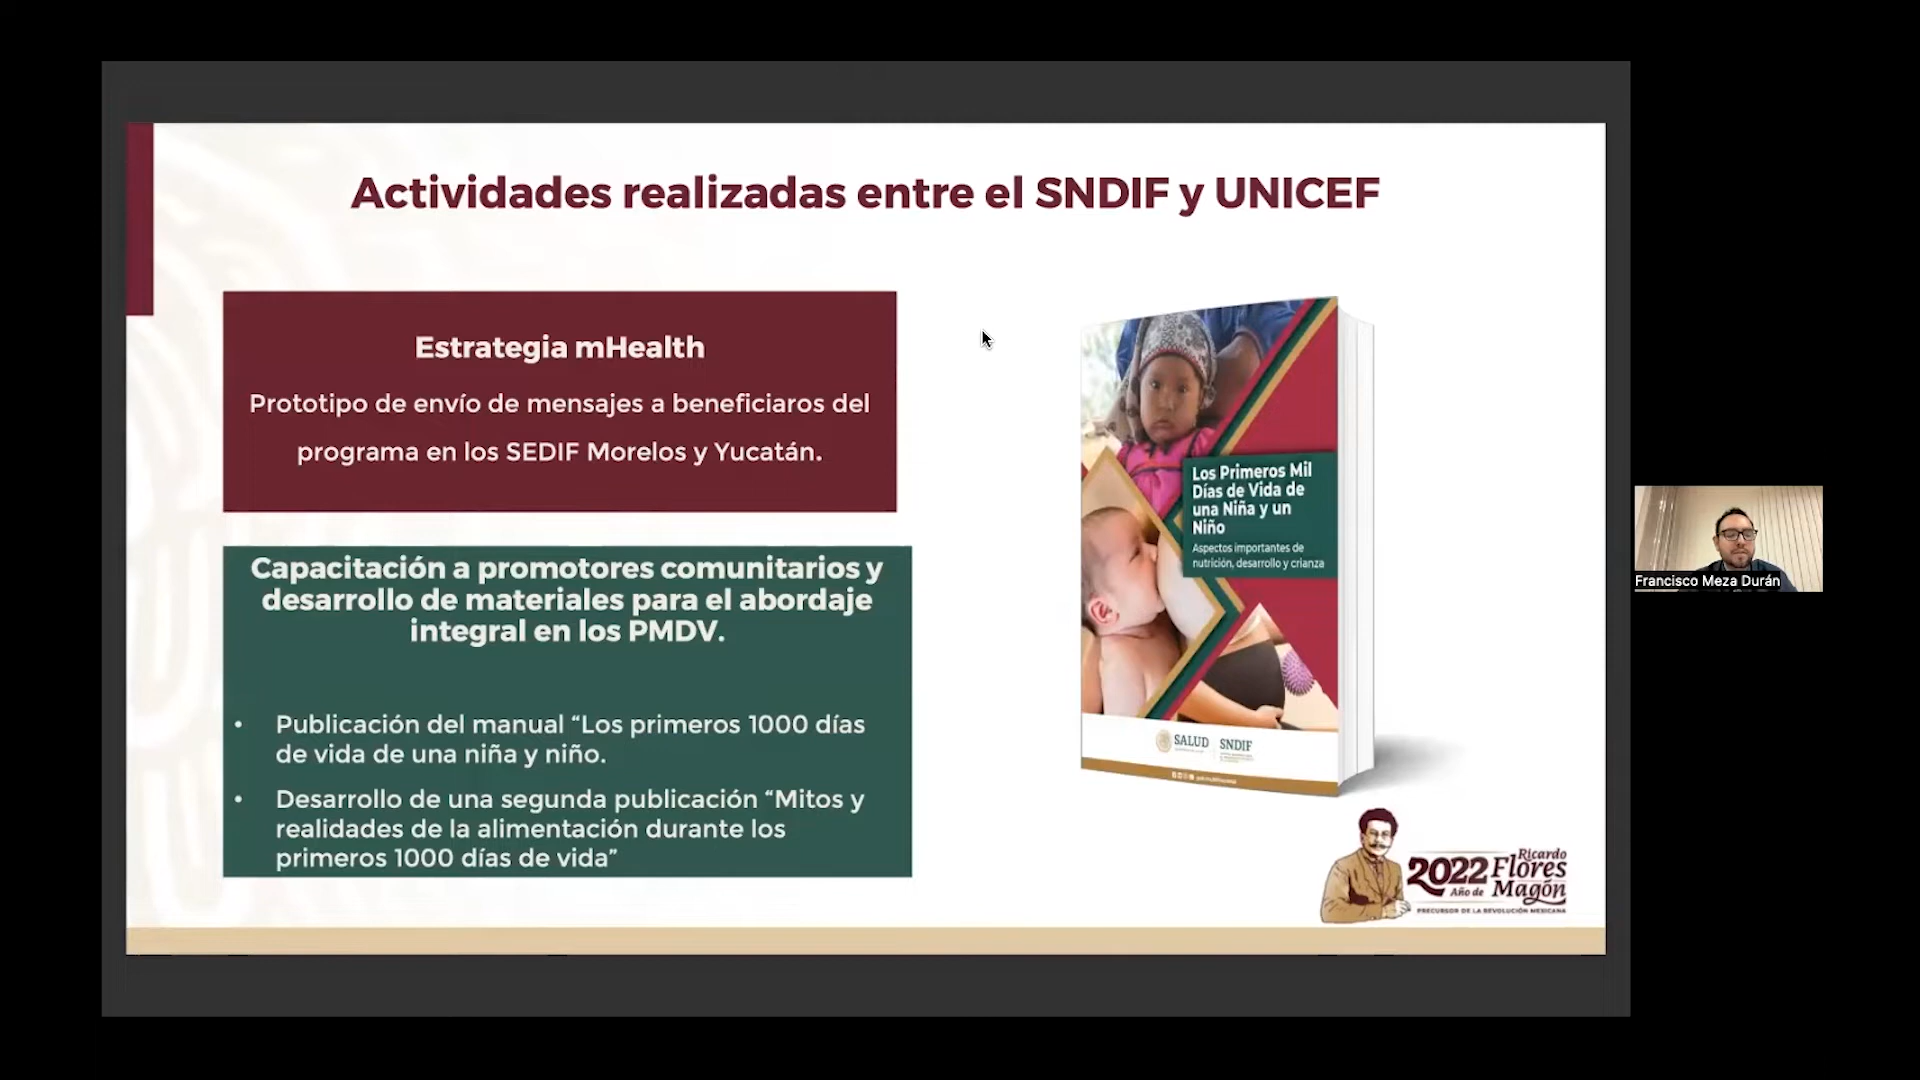 Actividades realizadas entre el SNDIF y UNICEF
Estrategia mHealth
Prototipo de envío de mensajes a beneficiaros del
programa en los SEDIF Morelos y Yucatán.
Capacitación a promotores comunitarios y
desarrollo de materiales para el abordaje
integral en los PMDV.
• Publicación del manual “Los primeros 1000 días
de vida de una niña y niño.
• Desarrollo de una segunda publicación “Mitos y
realidades de la alimentación durante los
primeros 1000 días de vida”
Los Primeros Mil
Días de Vida de
una Niña y un
Niño
Aspectos importantes de
nutrición, desarrollo y crianza
SALUD SNDIF
2022 Ricardo
Año de Flores
Magón
PRECURSOR DE LA REVOLUCIÓN MEXICANA
Francisco Meza Durán